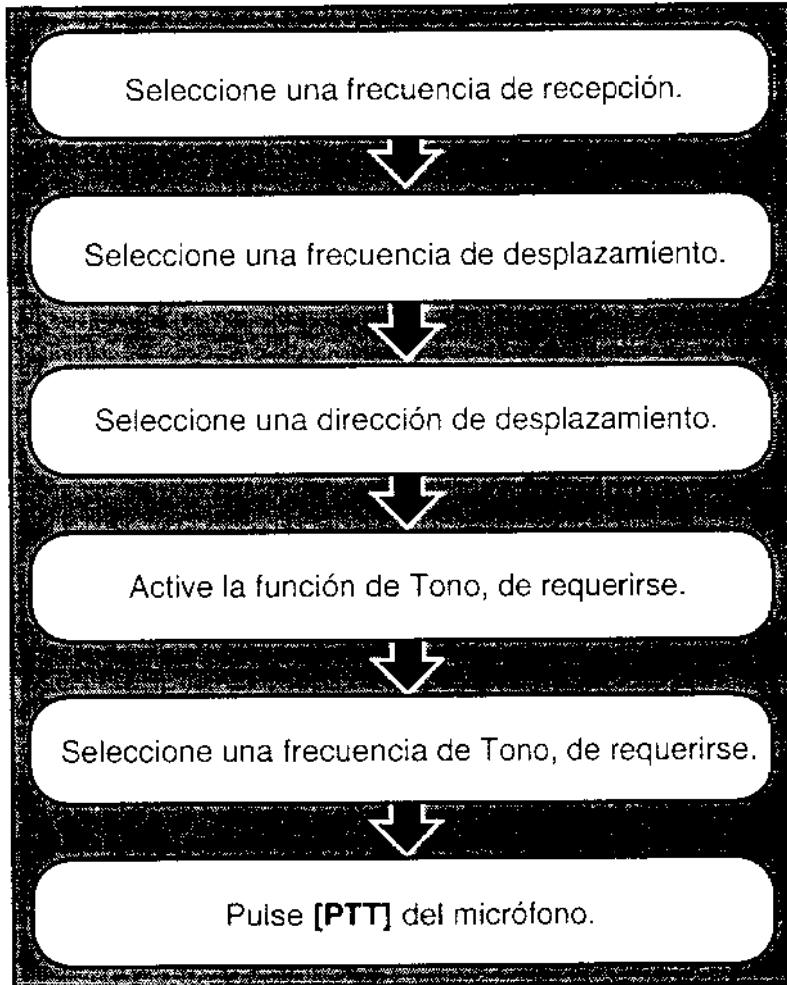 Seleccione una frecuencia de recepción.
Seleccione una frecuencia de desplazamiento.
Seleccione una dirección de desplazamiento.
Active la función de Tono, de requerirse.
Seleccione una frecuencia de Tono, de requerirse.
Pulse [PTT] del micrófono.